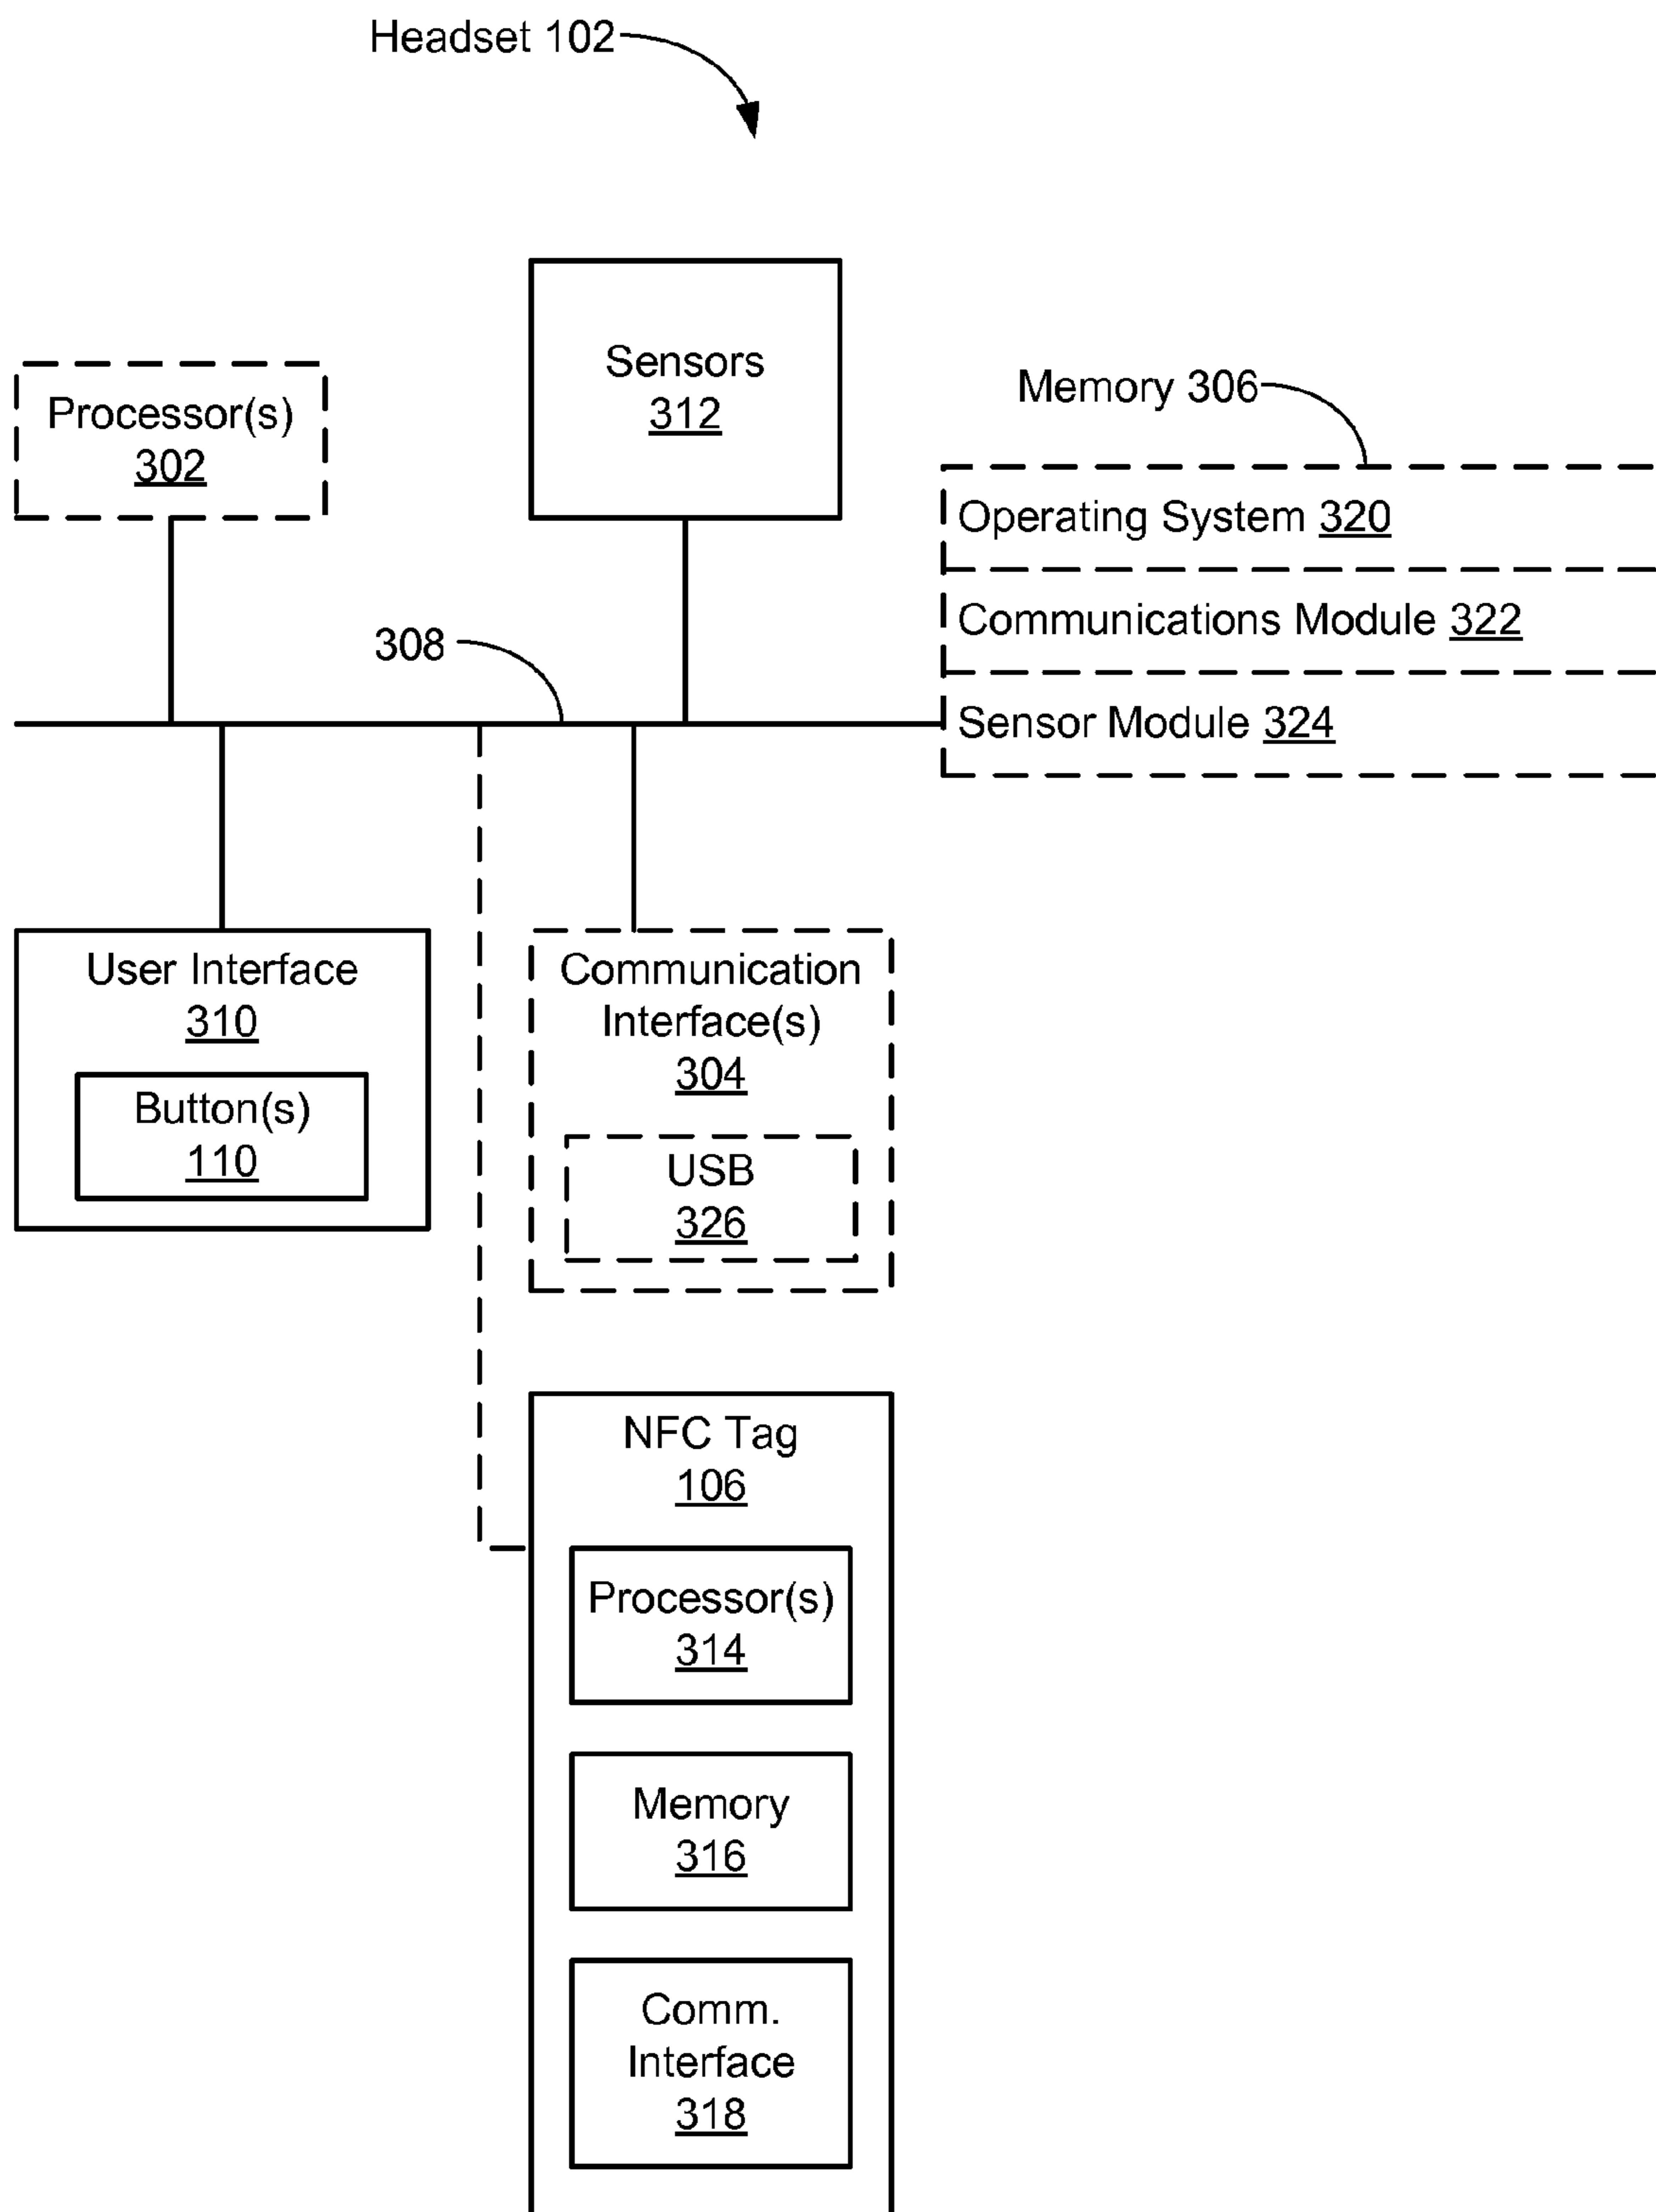 Headset 102
Sensors
312
Processor(s)
302
Memory 306
Operating System 320
Communications Module 322
Sensor Module 324
308
User Interface
310
Button(s)
110
Communication
Interface(s)
304
USB
326
NFC Tag
106
Processor(s)
314
Memory
316
Comm.
Interface
318